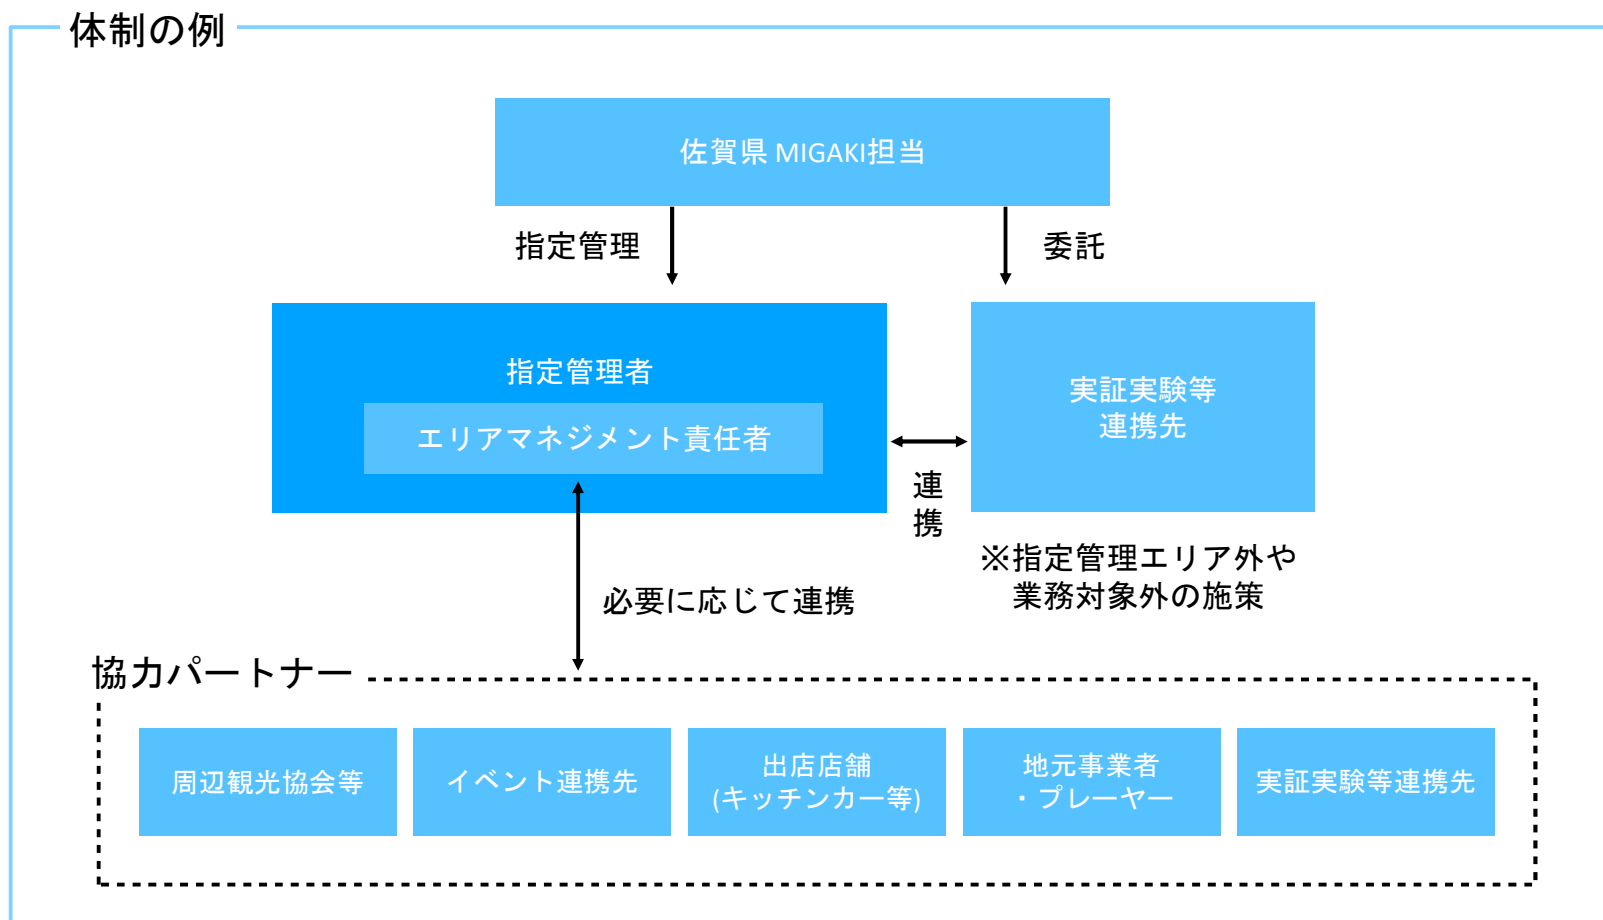 体制の例
佐賀県 MIGAKI担当
指定管理
委託
指定管理者
エリアマネジメント責任者
実証実験等
連携先
連
携
※指定管理エリア外や
業務対象外の施策
必要に応じて連携
協力パートナー
周辺観光協会等
イベント連携先
出店店舗
(キッチンカー等)
地元事業者
・プレーヤー
実証実験等連携先